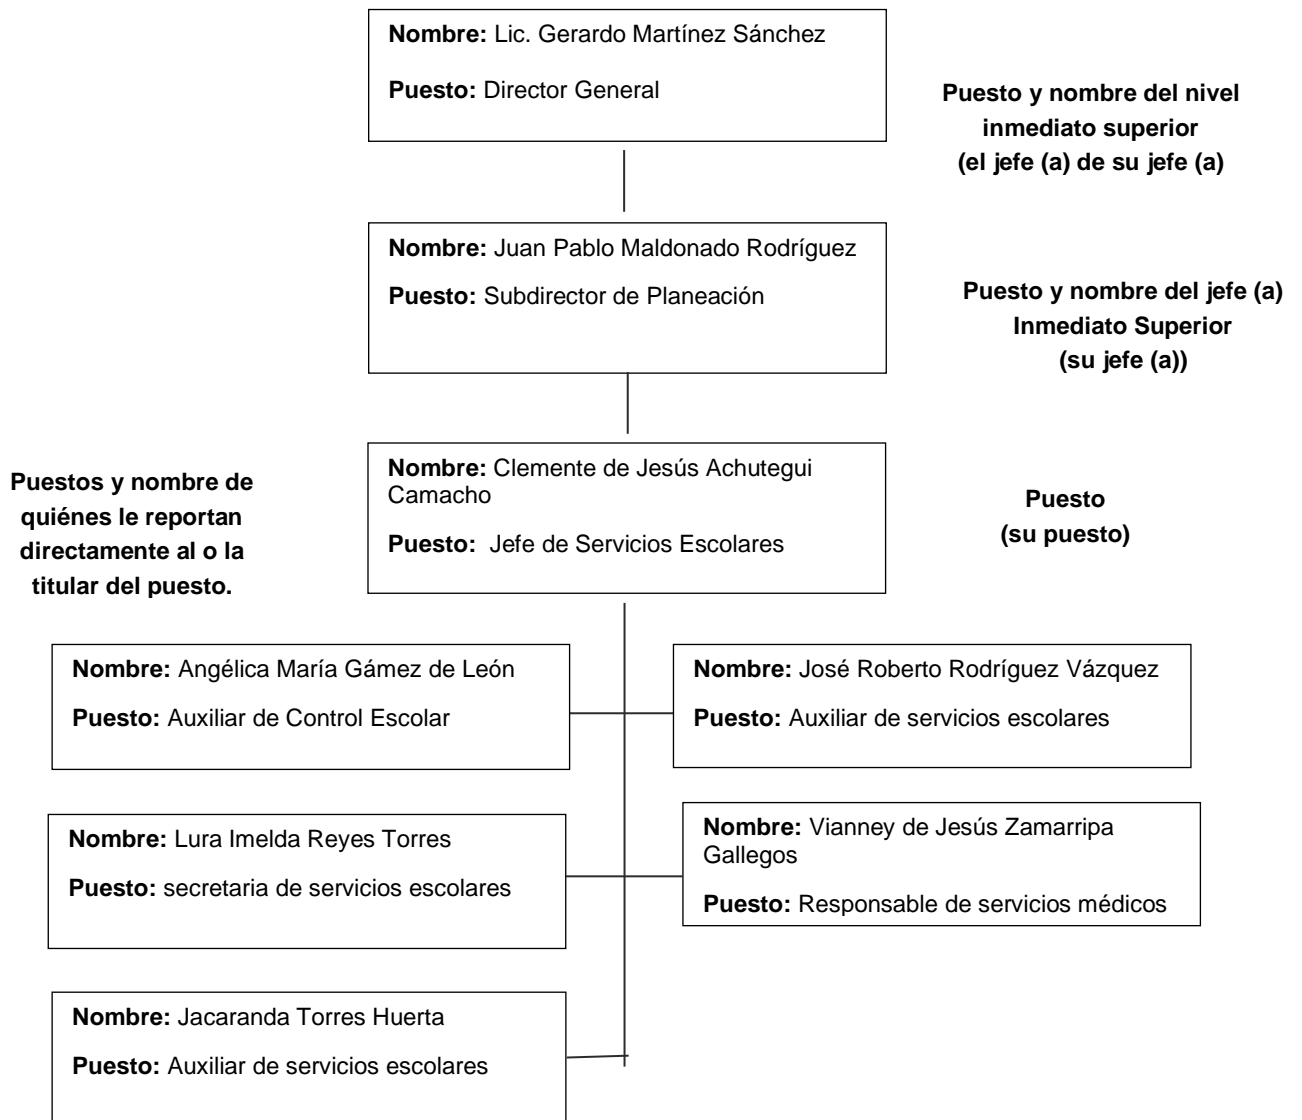 Nombre: Lic. Gerardo Martínez Sánchez
Puesto: Director General
Puesto y nombre del nivel
inmediato superior
(el jefe (a) de su jefe (a)
Nombre: Juan Pablo Maldonado Rodríguez
Puesto: Subdirector de Planeación
Puesto y nombre del jefe (a)
Inmediato Superior
(su jefe (a))
Nombre: Clemente de Jesús Achutegui
Camacho
Puesto: Jefe de Servicios Escolares
Puesto
(su puesto)
Puestos y nombre de
quiénes le reportan
directamente al o la
titular del puesto.
Nombre: Angélica María Gámez de León
Puesto: Auxiliar de Control Escolar
Nombre: José Roberto Rodríguez Vázquez
Puesto: Auxiliar de servicios escolares
Nombre: Lura Imelda Reyes Torres
Puesto: secretaria de servicios escolares
Nombre: Vianney de Jesús Zamarripa
Gallegos
Puesto: Responsable de servicios médicos
Nombre: Jacaranda Torres Huerta
Puesto: Auxiliar de servicios escolares